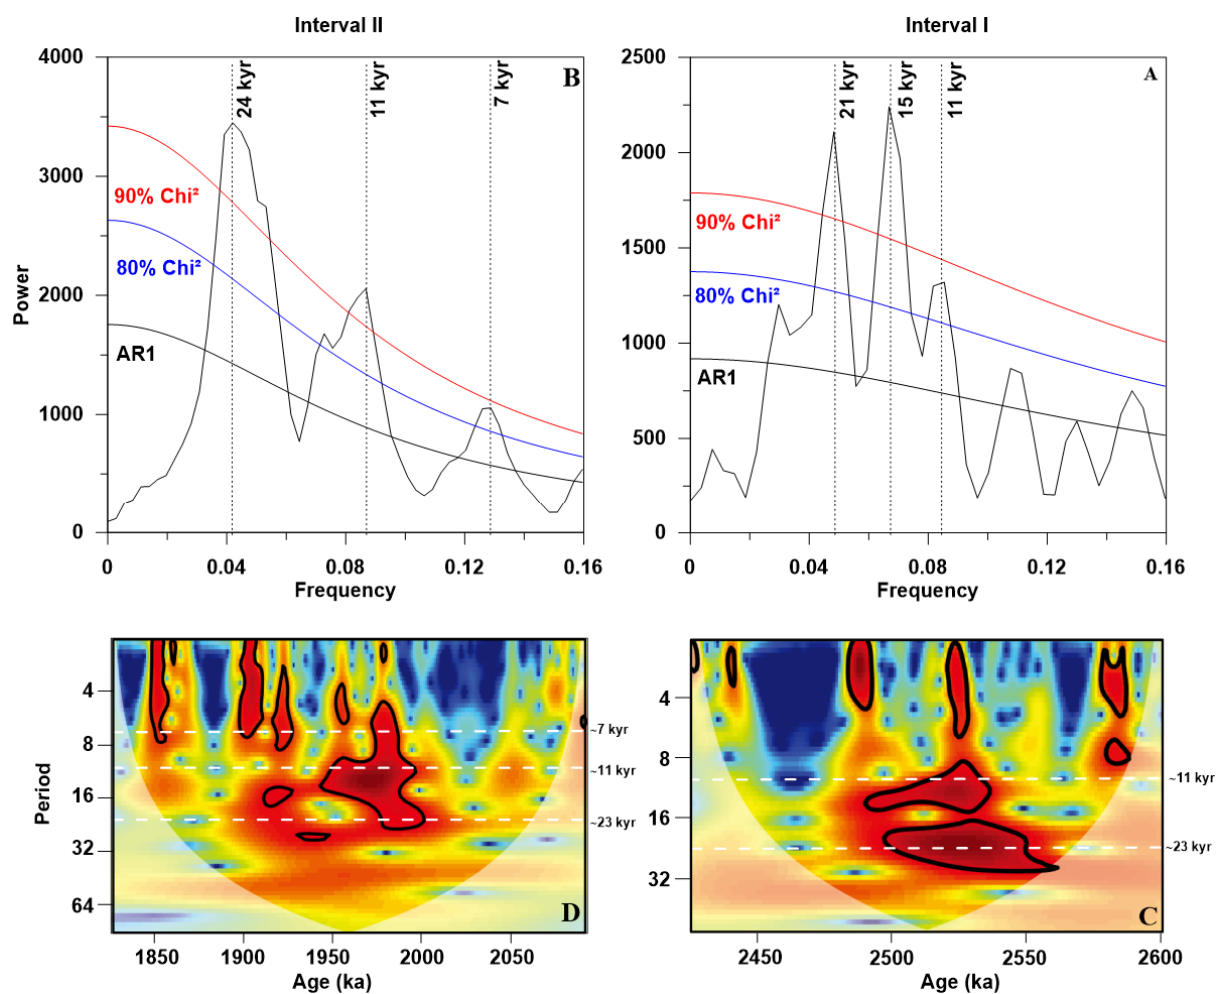 Interval II
4000
3000
2000
1000
0
Power
B
24 kyr
11 kyr
7 kyr
90% Chi²
80% Chi²
AR1
0 0.04 0.08 0.12 0.16
Frequency
Interval I
2500
2000
1500
1000
500
0
A
21 kyr
15 kyr
11 kyr
90% Chi²
80% Chi²
AR1
0 0.04 0.08 0.12 0.16
Frequency
Period
4
8
16
32
64
~7 kyr
~11 kyr
~23 kyr
D
1850 1900 1950 2000 2050
Age (ka)
4
8
16
32
~11 kyr
~23 kyr
C
2450 2500 2550 2600
Age (ka)